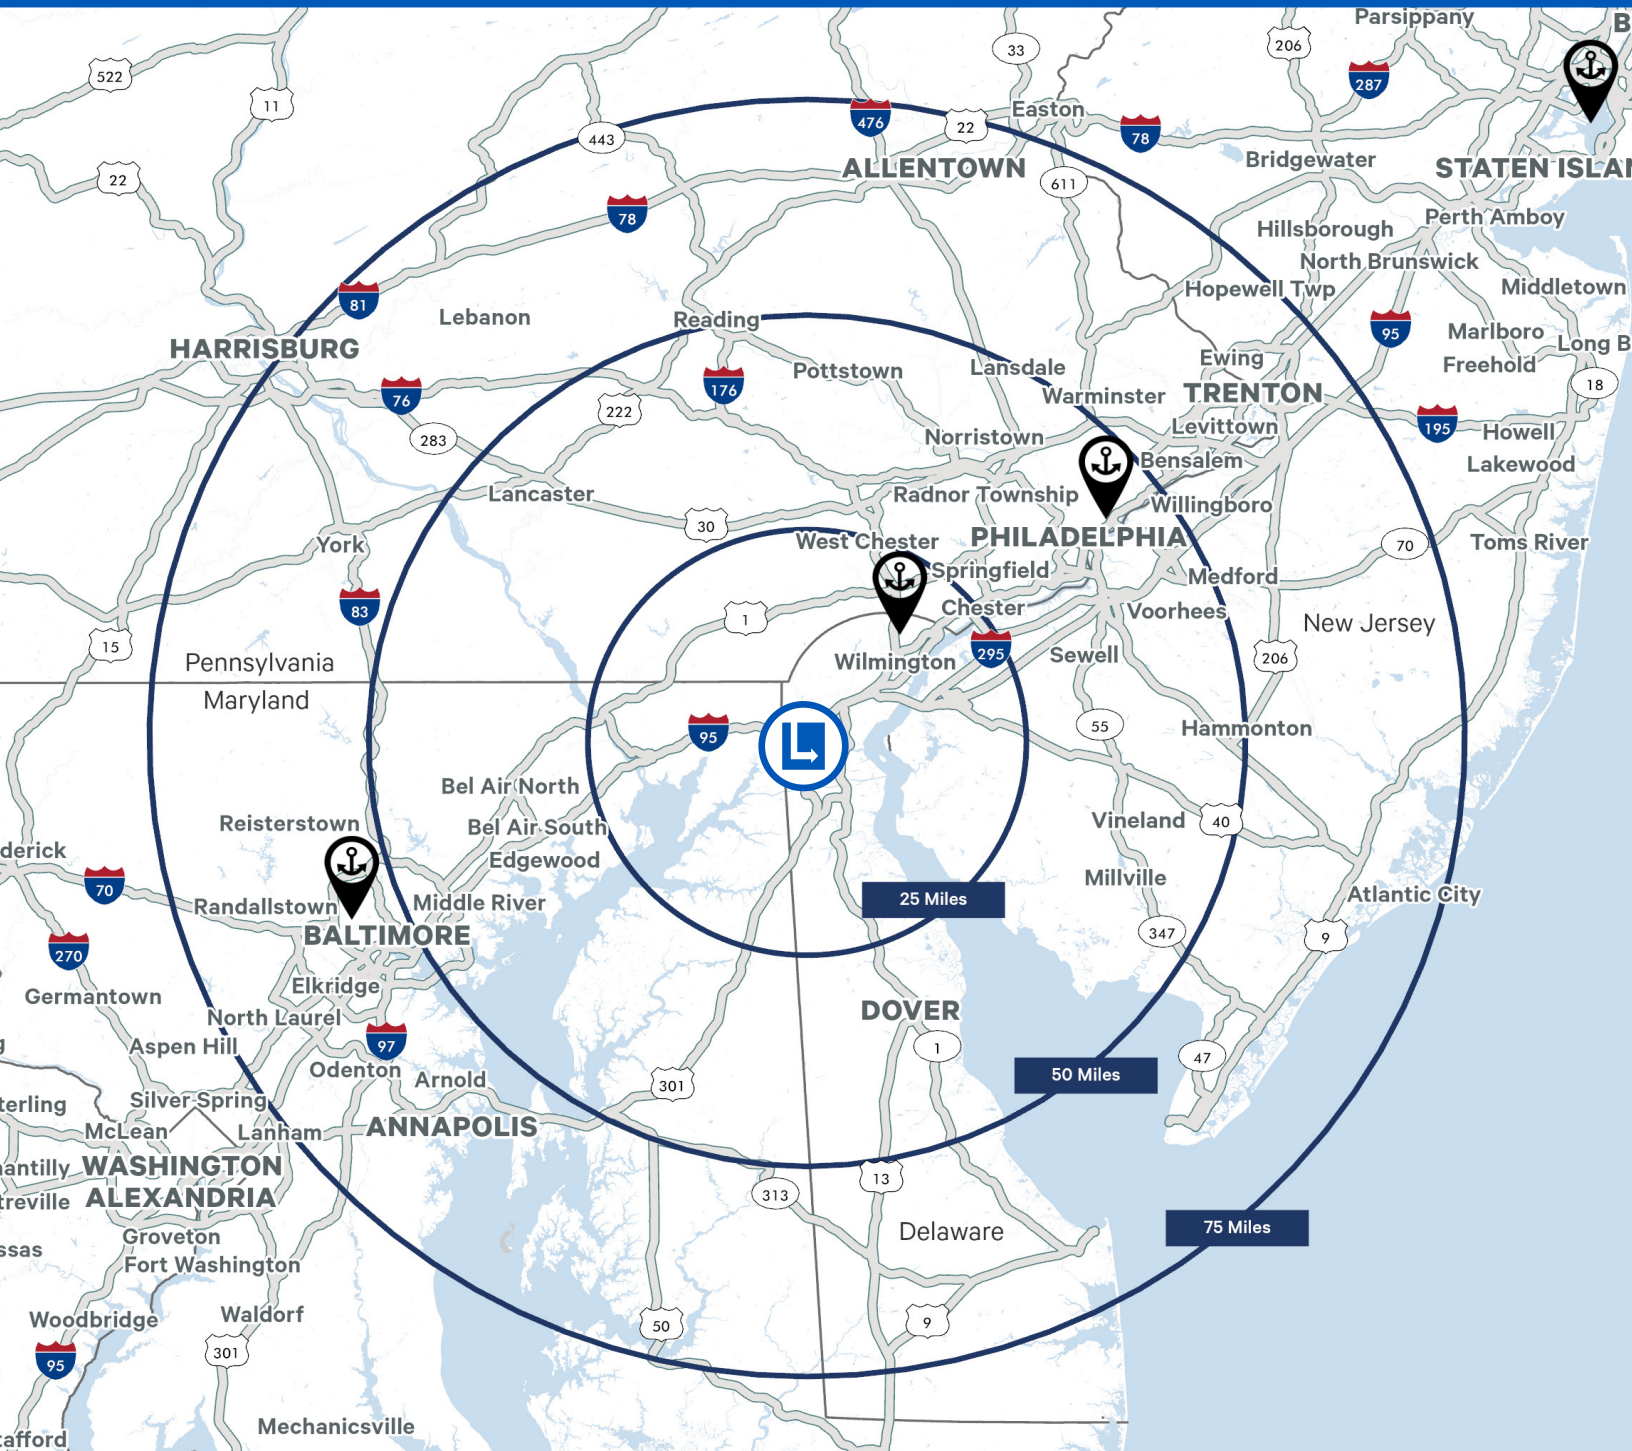 Parsippany
B
522
11
33
206
287
443
476
22
Easton
78
ALLENTOWN
Bridgewater
STATEN ISLAN
22
611
78
Perth Amboy
Hillsborough
North Brunswick
Hopewell Twp
Middletown
81
Lebanon
Reading
95
Marlboro
Long B
HARRISBURG
Ewing
Freehold
Lansdale
Pottstown
176
76
Warminster
TRENTON
18
222
283
Norristown
Levittown
195
Howell
Bensalem
Lakewood
Lancaster
Radnor Township
Willingboro
30
West Chester
PHILADELPHIA
York
70
Toms River
Springfield
Medford
83
Chester
Voorhees
1
New Jersey
15
295
Pennsylvania
Wilmington
Sewell
206
Maryland
95
L
55
Hammonton
Bel Air North
Reisterstown
Bel Air South
Vineland
40
derick
Edgewood
70
Millville
Atlantic City
Randallstown
Middle River
25 Miles
BALTIMORE
347
9
270
Elkridge
Germantown
North Laurel
DOVER
Aspen Hill
97
1
47
Odenton
Arnold
301
50 Miles
Silver Spring
terling
McLean
Lanham
ANNAPOLIS
antilly
WASHINGTON
13
treville
ALEXANDRIA
313
75 Miles
Groveton
Delaware
ssas
Fort Washington
Woodbridge
Waldorf
50
9
95
301
Mechanicsville
tafford